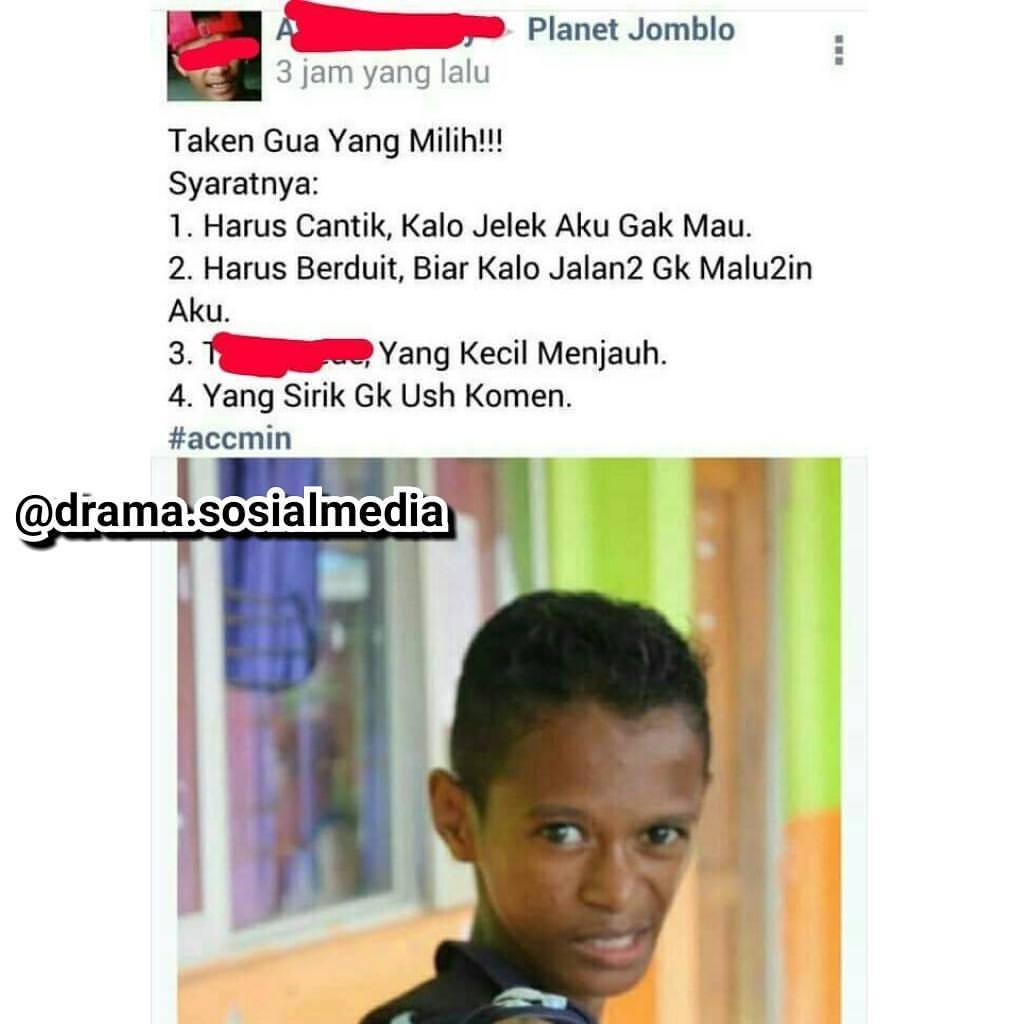 Planet Jomblo
3 jam yang lalu
Taken Gua Yang Milih!!!
Syaratnya:
1. Harus Cantik, Kalo Jelek Aku Gak Mau.
2. Harus Berduit, Biar Kalo Jalan2 Gk Malu2in
Aku.
3. Yang Kecil Menjauh.
4. Yang Sirik Gk Ush Komen.
#accmin
@drama.sosialmedia